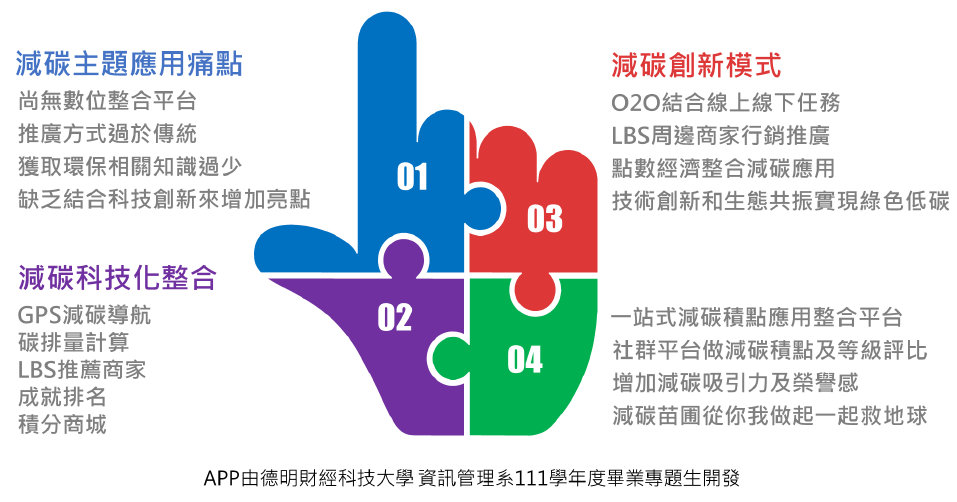 減碳主題應用痛點
尚無數位整合平台
推廣方式過於傳統
獲取環保相關知識過少
缺乏結合科技創新來增加亮點
01
減碳科技化整合
GPS減碳導航
碳排量計算
LBS推薦商家
成就排名
積分商城
02
減碳創新模式
O2O結合線上線下任務
LBS周邊商家行銷推廣
點數經濟整合減碳應用
技術創新和生態共振實現綠色低碳
03
一站式減碳積點應用整合平台
社群平台做減碳積點及等級評比
增加減碳吸引力及榮譽感
減碳苗圃從你我做起一起救地球
04
APP由德明財經科技大學 資訊管理系111學年度畢業專題生開發